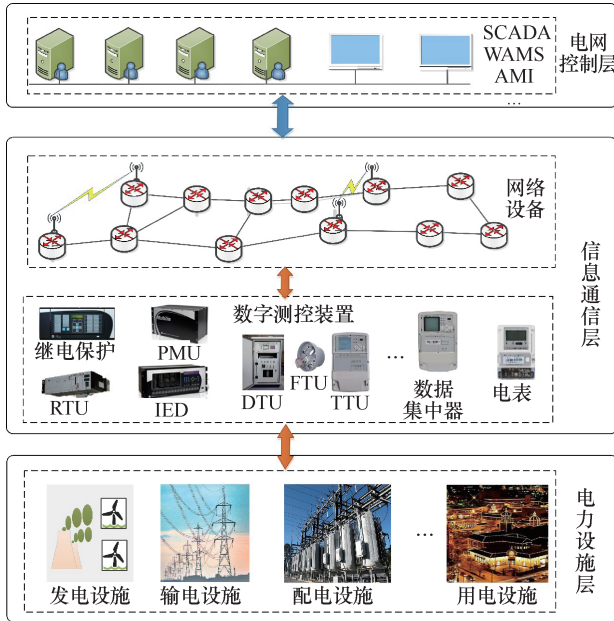 SCADA
WAMS
AMI
…
电网
控制层
网络
设备
信息通信层
数字测控装置
继电保护
PMU
RTU
IED
DTU
FTU
TTU
…
数据
集中器
电表
电力设施层
发电设施
输电设施
配电设施
…
用电设施